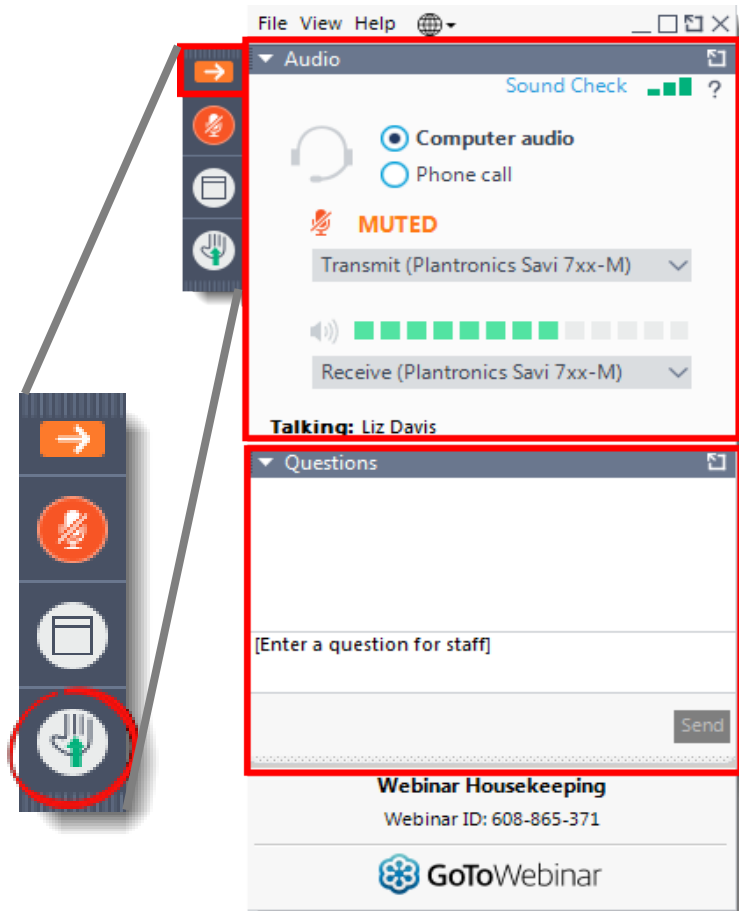 File View Help
Audio
Sound Check ?
Computer audio
Phone call
MUTED
Transmit (Plantronics Savi 7xx-M)
Receive (Plantronics Savi 7xx-M)
Talking: Liz Davis
Questions
[Enter a question for staff]
Send
Webinar Housekeeping
Webinar ID: 608-865-371
GoToWebinar